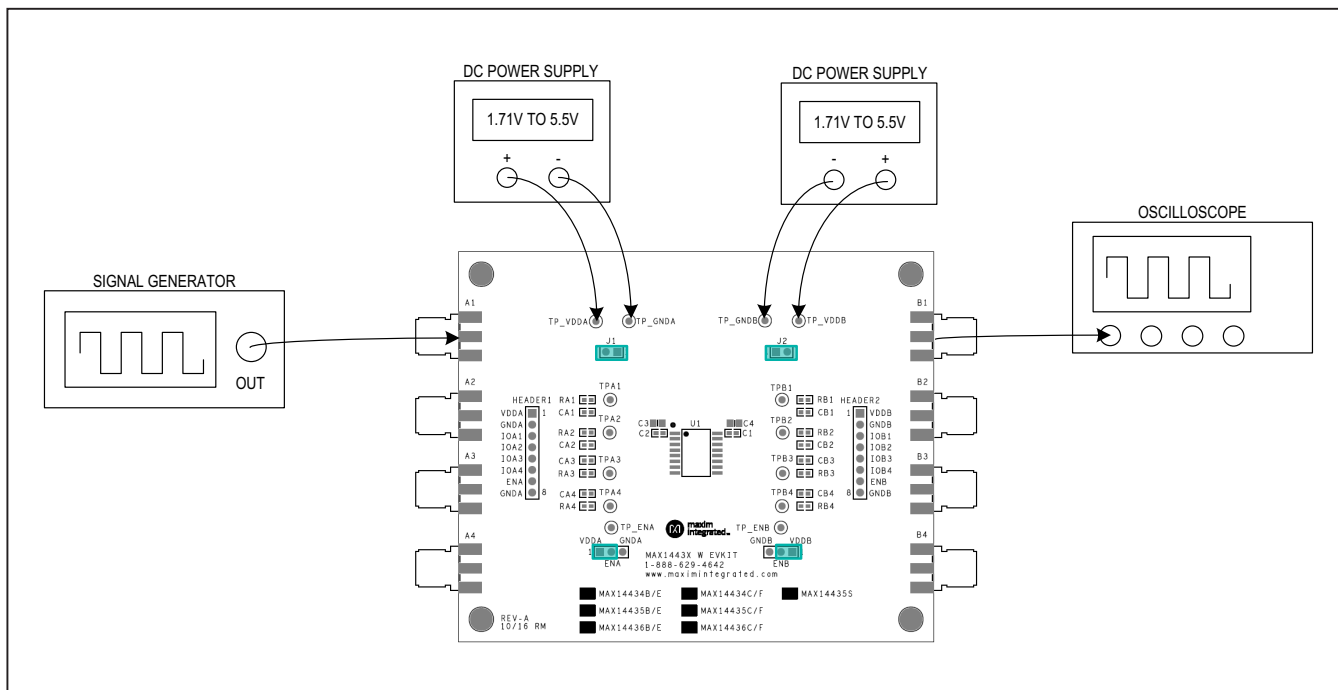 DC POWER SUPPLY
1.71V TO 5.5V
+ -
DC POWER SUPPLY
1.71V TO 5.5V
- +
OSCILLOSCOPE
SIGNAL GENERATOR
OUT
A1
A2
A3
A4
B1
B2
B3
B4
TP_VDDA
TP_GNDA
TP_GNDB
TP_VDDB
J1
J2
HEADER1
VDDA 1
GNDA
IOA1
IOA2
IOA3
IOA4
ENA
GNDA 8
RA1
CA1
RA2
CA2
CA3
RA3
CA4
RA4
TPA1
TPA2
TPA3
TPA4
C3
C2
U1
C4
C1
TPB1
TPB2
TPB3
TPB4
RB1
CB1
RB2
CB2
CB3
RB3
CB4
RB4
HEADER2
1 VDDB
GNDB
IOB1
IOB2
IOB3
IOB4
ENB
8 GNDB
TP_ENA
maxim
integrated™
TP_ENB
VDDA GNDA
1
ENA
GNDB VDDB
ENB
MAX1443X W EVKIT
1-888-629-4642
www.maximintegrated.com
MAX14434B/E
MAX14435B/E
MAX14436B/E
MAX14434C/F
MAX14435C/F
MAX14436C/F
MAX14435S
REV-A
10/16 RM